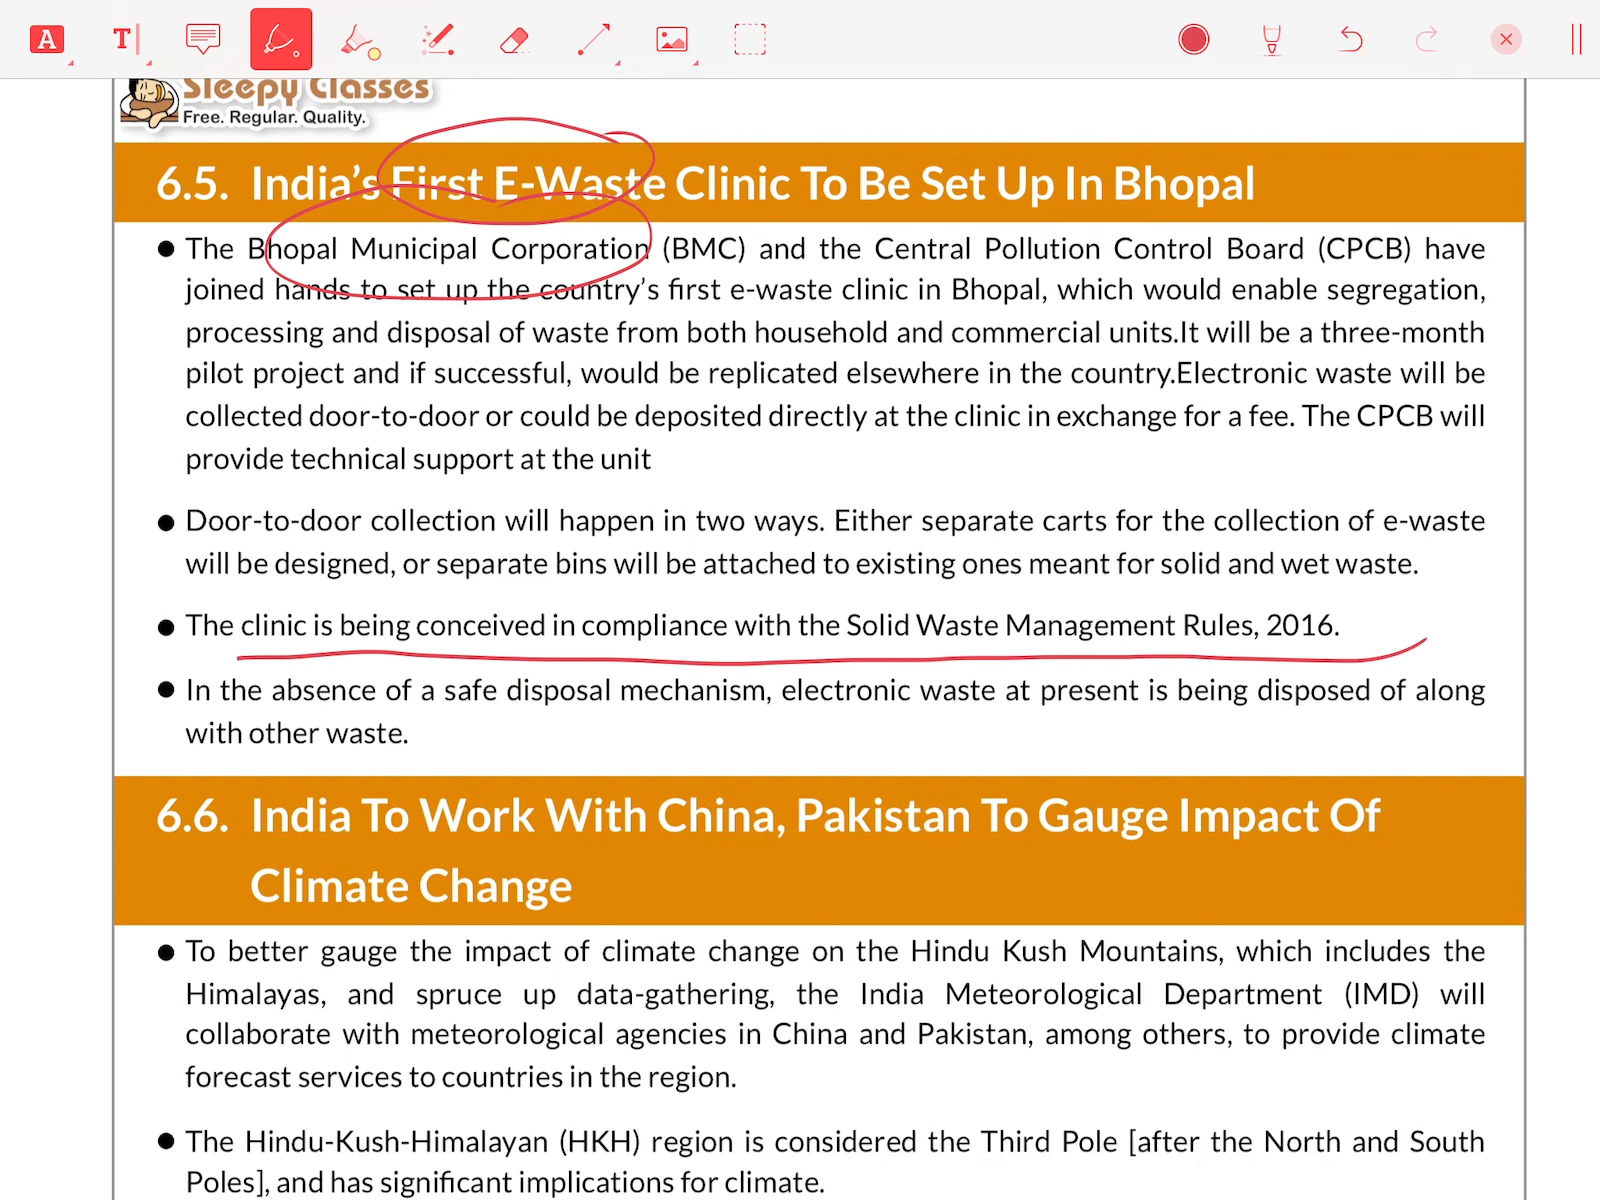 A
T
Sleepy Classes
Free. Regular. Quality.
6.5. India's First E-Waste Clinic To Be Set Up In Bhopal
● The Bhopal Municipal Corporation (BMC) and the Central Pollution Control Board (CPCB) have
joined hands to set up the country's first e-waste clinic in Bhopal, which would enable segregation,
processing and disposal of waste from both household and commercial units.It will be a three-month
pilot project and if successful, would be replicated elsewhere in the country.Electronic waste will be
collected door-to-door or could be deposited directly at the clinic in exchange for a fee. The CPCB will
provide technical support at the unit
● Door-to-door collection will happen in two ways. Either separate carts for the collection of e-waste
will be designed, or separate bins will be attached to existing ones meant for solid and wet waste.
● The clinic is being conceived in compliance with the Solid Waste Management Rules, 2016.
● In the absence of a safe disposal mechanism, electronic waste at present is being disposed of along
with other waste.
6.6. India To Work With China, Pakistan To Gauge Impact Of
Climate Change
● To better gauge the impact of climate change on the Hindu Kush Mountains, which includes the
Himalayas, and spruce up data-gathering, the India Meteorological Department (IMD) will
collaborate with meteorological agencies in China and Pakistan, among others, to provide climate
forecast services to countries in the region.
● The Hindu-Kush-Himalayan (HKH) region is considered the Third Pole [after the North and South
Poles], and has significant implications for climate.